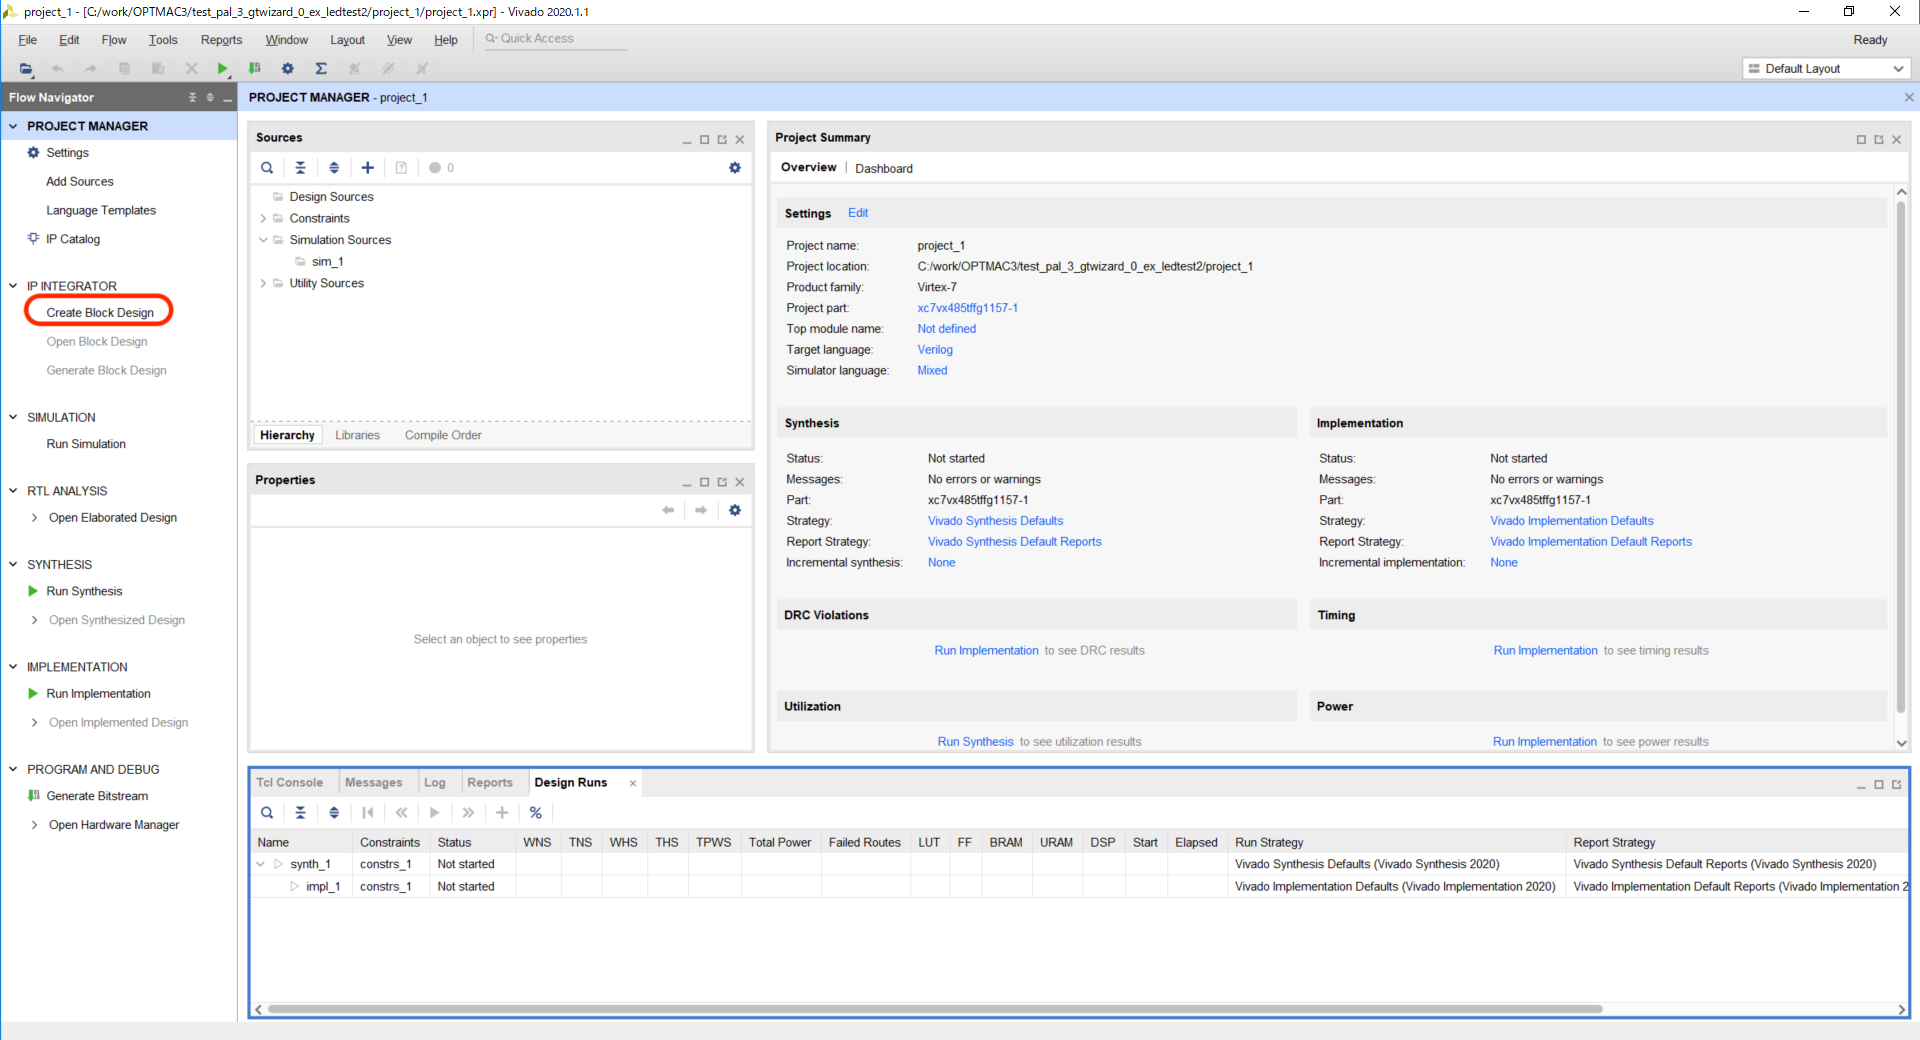 project_1 - [C:/work/OPTMAC3/test_pal_3_gtwizard_0_ex_ledtest2/project_1/project_1.xpr] - Vivado 2020.1.1
File Edit Flow Tools Reports Window Layout View Help Quick Access Ready
Default Layout
Flow Navigator
PROJECT MANAGER
Settings
Add Sources
Language Templates
IP Catalog
IP INTEGRATOR
Create Block Design
Open Block Design
Generate Block Design
SIMULATION
Run Simulation
RTL ANALYSIS
Open Elaborated Design
SYNTHESIS
Run Synthesis
Open Synthesized Design
IMPLEMENTATION
Run Implementation
Open Implemented Design
PROGRAM AND DEBUG
Generate Bitstream
Open Hardware Manager
PROJECT MANAGER - project_1
Sources
0
Design Sources
Constraints
Simulation Sources
sim_1
Utility Sources
Hierarchy Libraries Compile Order
Properties
Select an object to see properties
Project Summary
Overview | Dashboard
Settings Edit
Project name: project_1
Project location: C:/work/OPTMAC3/test_pal_3_gtwizard_0_ex_ledtest2/project_1
Product family: Virtex-7
Project part: xc7vx485tffg1157-1
Top module name: Not defined
Target language: Verilog
Simulator language: Mixed
Synthesis
Status: Not started
Messages: No errors or warnings
Part: xc7vx485tffg1157-1
Strategy: Vivado Synthesis Defaults
Report Strategy: Vivado Synthesis Default Reports
Incremental synthesis: None
Implementation
Status: Not started
Messages: No errors or warnings
Part: xc7vx485tffg1157-1
Strategy: Vivado Implementation Defaults
Report Strategy: Vivado Implementation Default Reports
Incremental implementation: None
DRC Violations
Run Implementation to see DRC results
Timing
Run Implementation to see timing results
Utilization
Run Synthesis to see utilization results
Power
Run Implementation to see power results
Tcl Console Messages Log Reports Design Runs
Name Constraints Status WNS TNS WHS THS TPWS Total Power Failed Routes LUT FF BRAM URAM DSP Start Elapsed Run Strategy Report Strategy
synth_1 constrs_1 Not started Vivado Synthesis Defaults (Vivado Synthesis 2020) Vivado Synthesis Default Reports (Vivado Synthesis 2020)
impl_1 constrs_1 Not started Vivado Implementation Defaults (Vivado Implementation 2020) Vivado Implementation Default Reports (Vivado Implementation 2